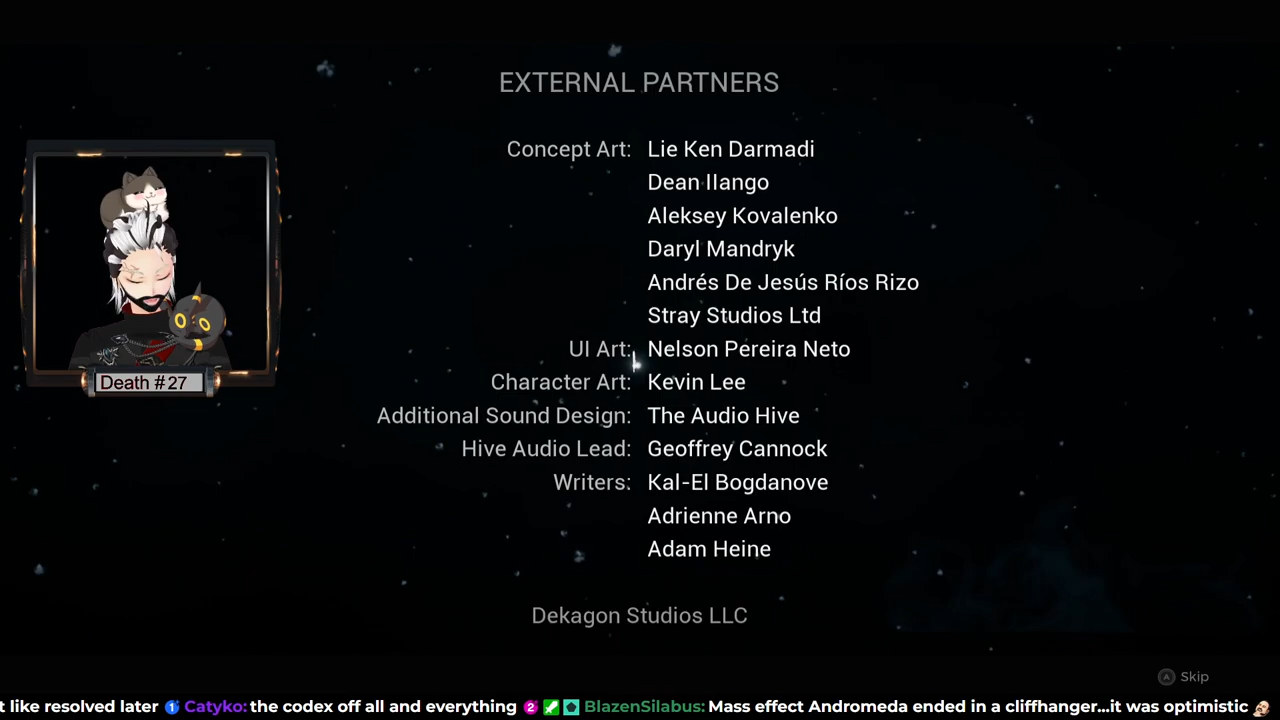 EXTERNAL PARTNERS
Concept Art: Lie Ken Darmadi
Dean Ilango
Aleksey Kovalenko
Daryl Mandryk
Andrés De Jesús Ríos Rizo
Stray Studios Ltd
UI Art: Nelson Pereira Neto
Character Art: Kevin Lee
Additional Sound Design: The Audio Hive
Hive Audio Lead: Geoffrey Cannock
Writers: Kal-El Bogdanove
Adrienne Arno
Adam Heine
Dekagon Studios LLC
Death #27
A Skip
t like resolved later 1 Catyko: the codex off all and everything 2 BlazenSilabus: Mass effect Andromeda ended in a cliffhanger...it was optimistic